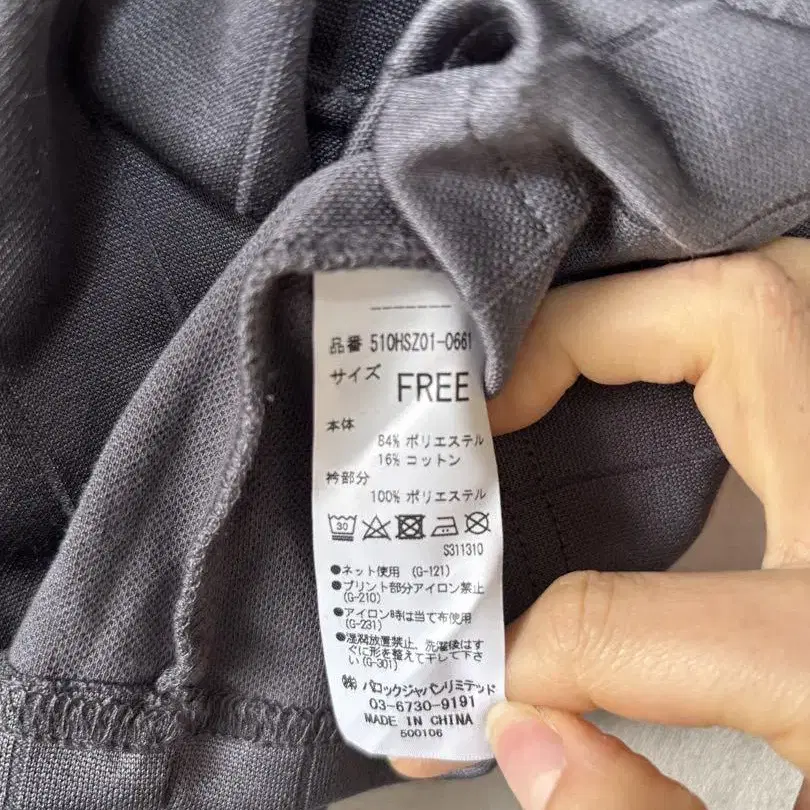 品番 510HSZ01-0661
サイズ
FREE
本体
84% ポリエステル
16% コットン
衿部分
100% ポリエステル
30
S311310
●ネット使用 (G-121)
●プリント部分アイロン禁止
(G-210)
●アイロン時は当て布使用
(G-231)
●湿潤放置禁止、洗濯後はす
ぐに形を整えて干して下さ
い(G-301)
㈱ バロックジャパンリミテッド
03-6730-9191
MADE IN CHINA
500106